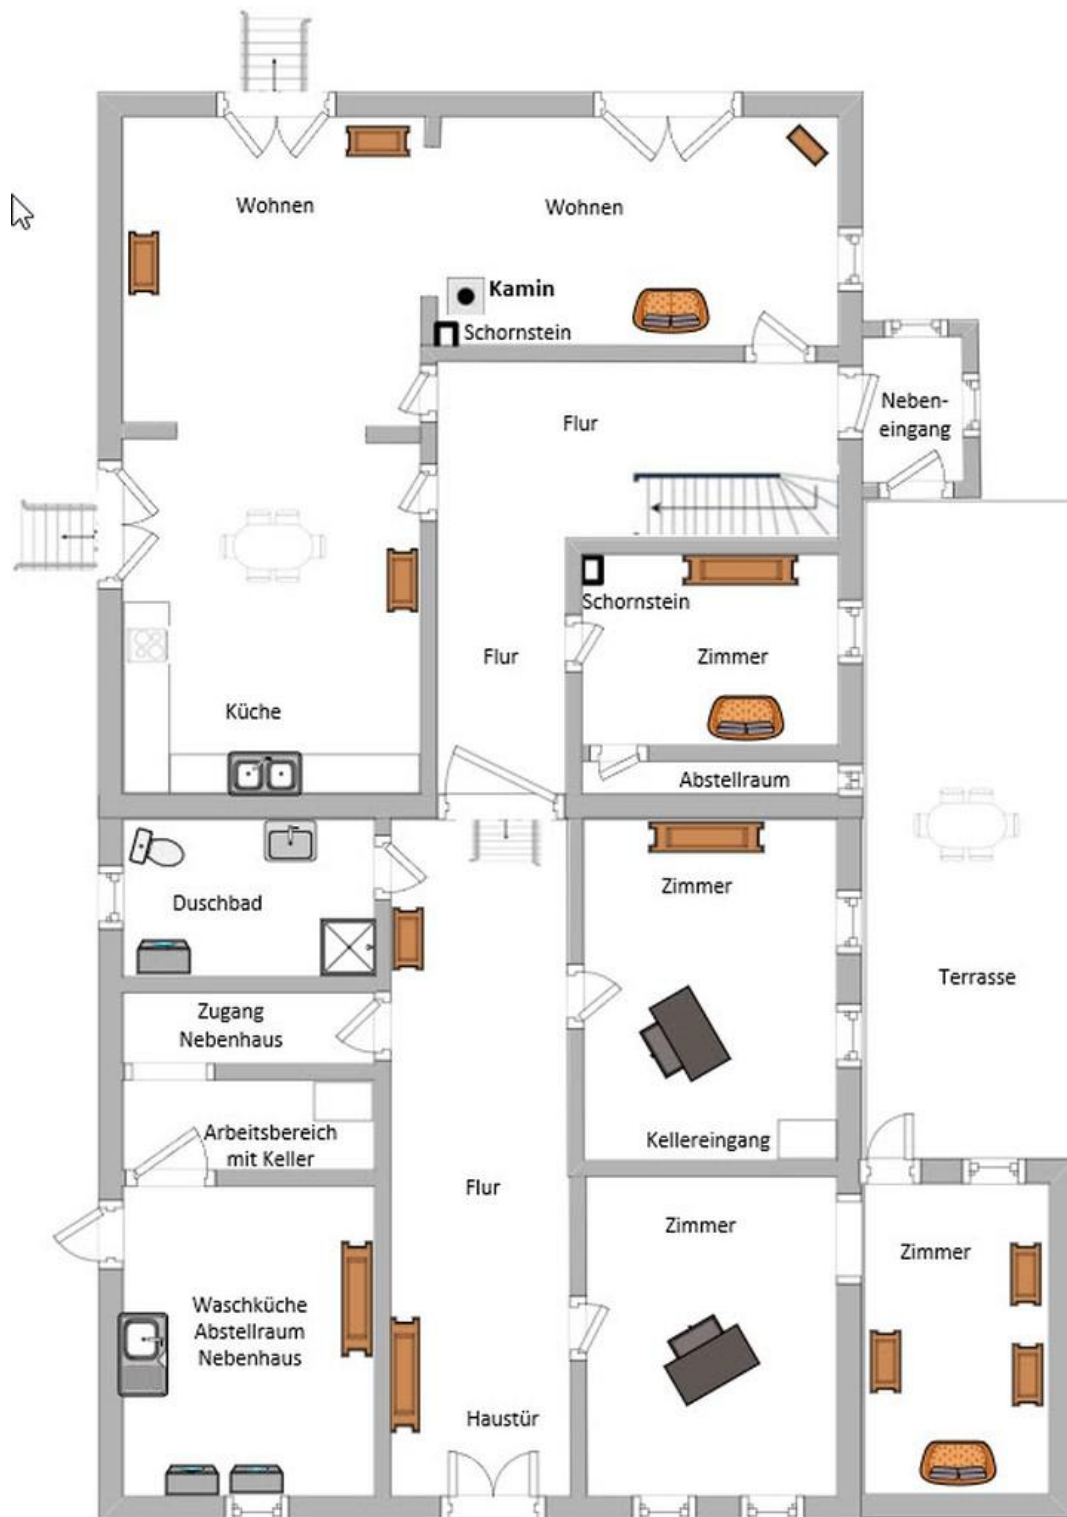 Wohnen
Wohnen
Kamin
Schornstein
Flur
Neben-
eingang
Schornstein
Flur
Zimmer
Küche
Abstellraum
Zimmer
Duschbad
Terrasse
Zugang
Nebenhaus
Arbeitsbereich
mit Keller
Kellereingang
Flur
Zimmer
Zimmer
Waschküche
Abstellraum
Nebenhaus
Haustür